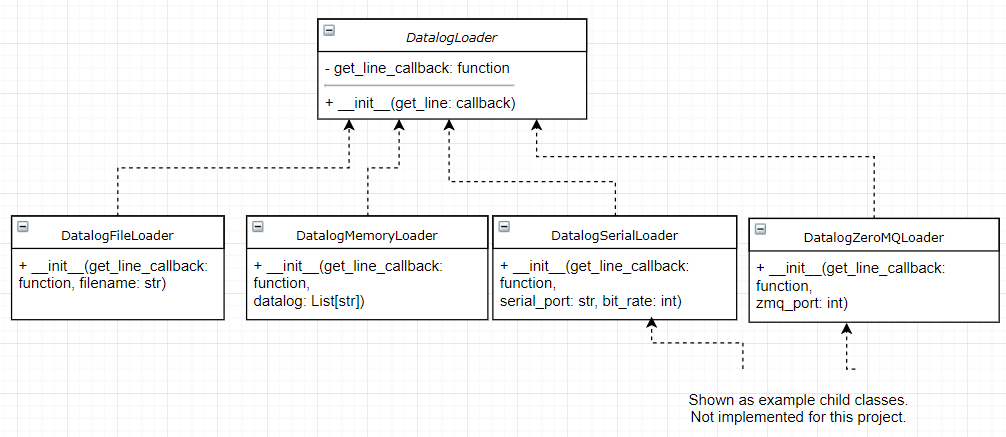 DatalogLoader
- get_line_callback: function
+ __init__(get_line: callback)
DatalogFileLoader
+ __init__(get_line_callback:
function, filename: str)
DatalogMemoryLoader
+ __init__(get_line_callback:
function,
datalog: List[str])
DatalogSerialLoader
+ __init__(get_line_callback:
function,
serial_port: str, bit_rate: int)
DatalogZeroMQLoader
+ __init__(get_line_callback:
function,
zmq_port: int)
Shown as example child classes.
Not implemented for this project.